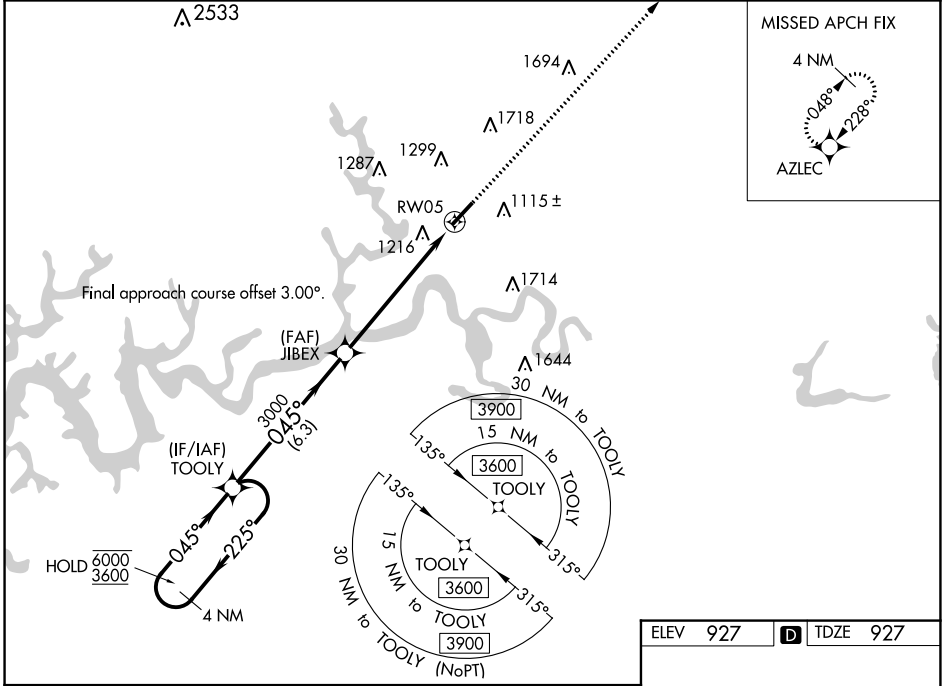 2533
MISSED APCH FIX
4 NM
048°
228°
AZLEC
1694
1718
1299
1287
RW05
1115 ±
1216
1714
Final approach course offset 3.00°.
(FAF)
JIBEX
1644
3000
045°
(6.3)
(IF/IAF)
TOOLY
045°
225°
HOLD 6000
3600
4 NM
30 NM to TOOLY
3900
15 NM to TOOLY
3600
TOOLY
135°
315°
135°
TOOLY
3600
315°
15 NM to TOOLY
3900
30 NM to TOOLY (NoPT)
ELEV 927 D TDZE 927